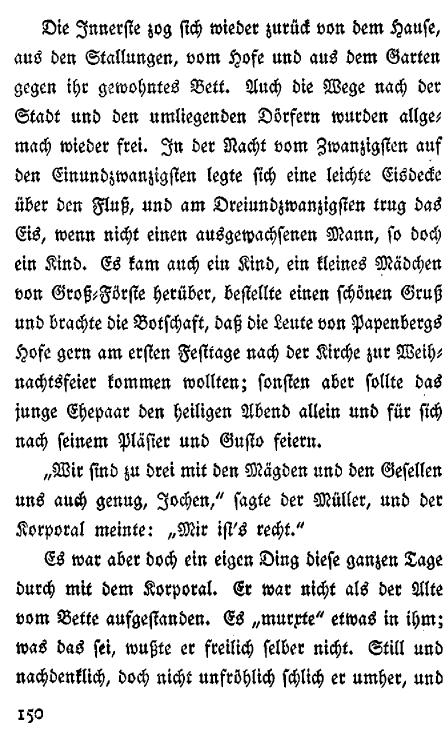 Die Innerste zog sich wieder zurück von dem Hause,
aus den Stallungen, vom Hofe und aus dem Garten
gegen ihr gewohntes Bett. Auch die Wege nach der
Stadt und den umliegenden Dörfern wurden allge-
mach wieder frei. In der Nacht vom Zwanzigsten auf
den Einundzwanzigsten legte sich eine leichte Eisdecke
über den Fluß, und am Dreiundzwanzigsten trug das
Eis, wenn nicht einen ausgewachsenen Mann, so doch
ein Kind. Es kam auch ein Kind, ein kleines Mädchen
von Groß-Förste herüber, bestellte einen schönen Gruß
und brachte die Botschaft, daß die Leute von Papenbergs
Hofe gern am ersten Festtage nach der Kirche zur Weih-
nachtsfeier kommen wollten; sonsten aber sollte das
junge Ehepaar den heiligen Abend allein und für sich
nach seinem Pläsier und Gusto feiern.
„Wir sind zu drei mit den Mägden und den Gesellen
uns auch genug, Jochen,“ sagte der Müller, und der
Korporal meinte: „Mir ist's recht.“
Es war aber doch ein eigen Ding diese ganzen Tage
durch mit dem Korporal. Er war nicht als der Alte
vom Bette aufgestanden. Es „murxte“ etwas in ihm;
was das sei, wußte er freilich selber nicht. Still und
nachdenklich, doch nicht unfröhlich schlich er umher, und
150